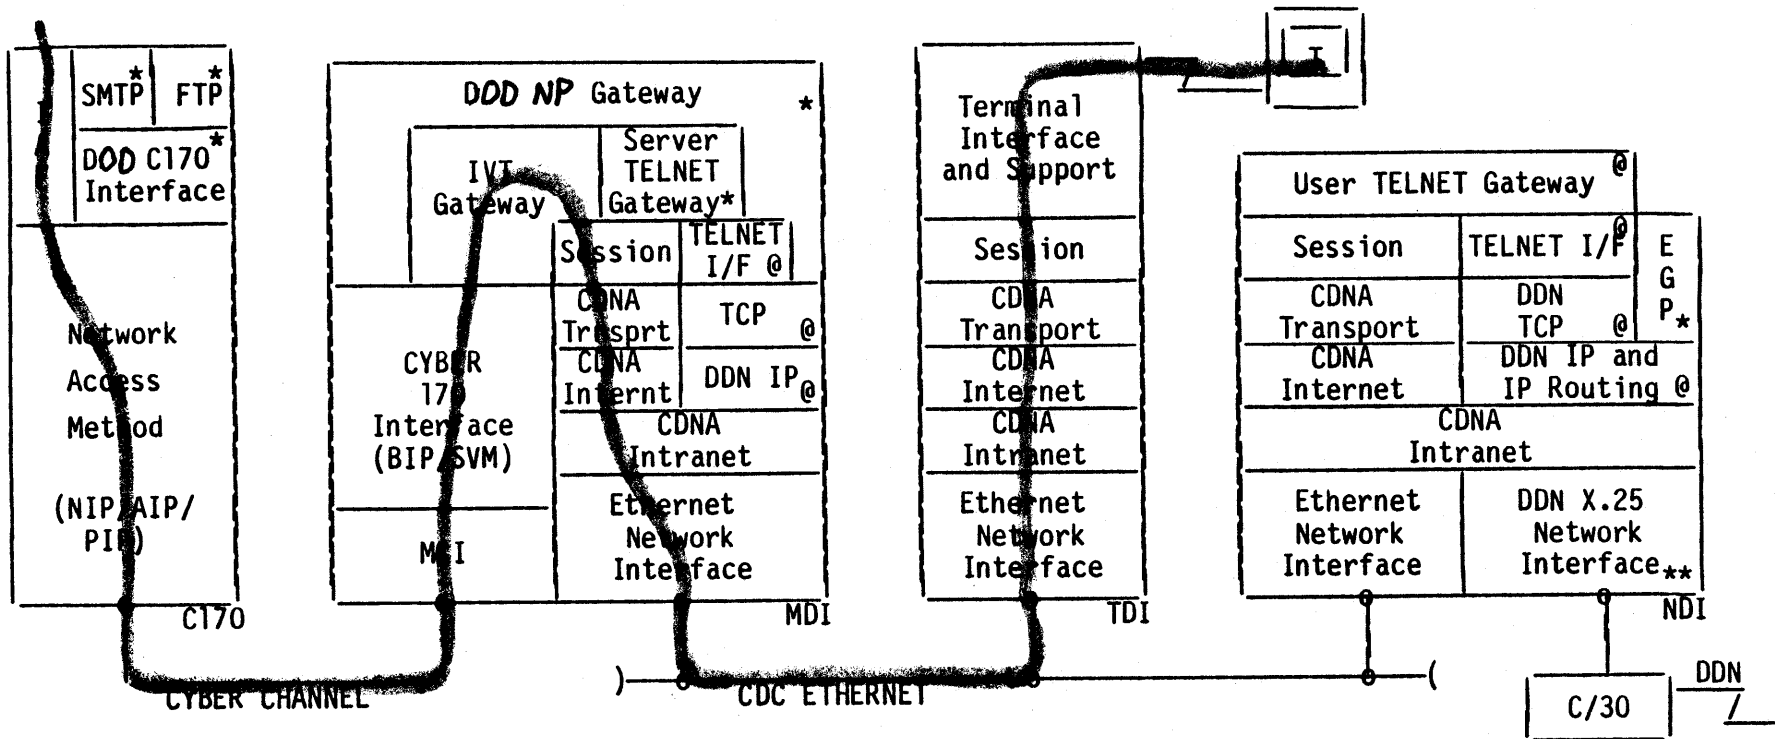 SMTP* FTP*
DOD C170*
Interface
Network
Access
Method
(NIP/AIP/
PIP)
C170
CYBER CHANNEL
DOD NP Gateway
*
IVT
Gateway
Server
TELNET
Gateway*
Session
TELNET
I/F @
CDNA
Trnsprt
TCP
@
CYBER
170
Interface
(BIP/SVM)
CDNA
Internt
DDN IP@
CDNA
Intranet
MCI
Ethernet
Network
Interface
MDI
CDC ETHERNET
T
Terminal
Interface
and Support
Session
CDNA
Transport
CDNA
Internet
CDNA
Intranet
Ethernet
Network
Interface
TDI
User TELNET Gateway @
Session
TELNET I/F @
E
G
P*
CDNA
Transport
DDN
TCP @
CDNA
Internet
DDN IP and
IP Routing @
CDNA
Intranet
Ethernet
Network
Interface
DDN X.25
Network
Interface**
NDI
C/30
DDN